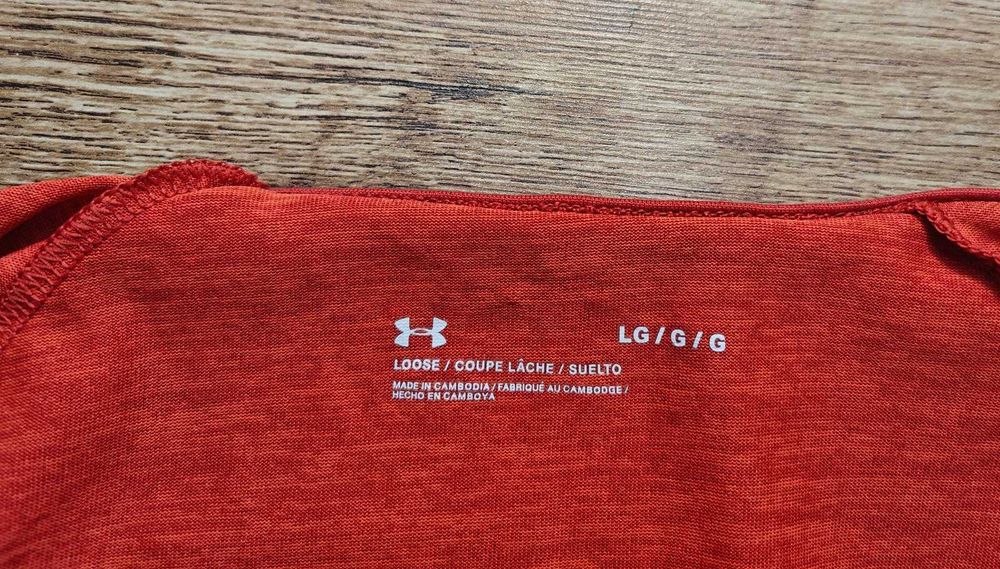 LG / G / G
LOOSE / COUPE LÂCHE / SUELTO
MADE IN CAMBODIA / FABRIQUÉ AU CAMBODGE /
HECHO EN CAMBOYA